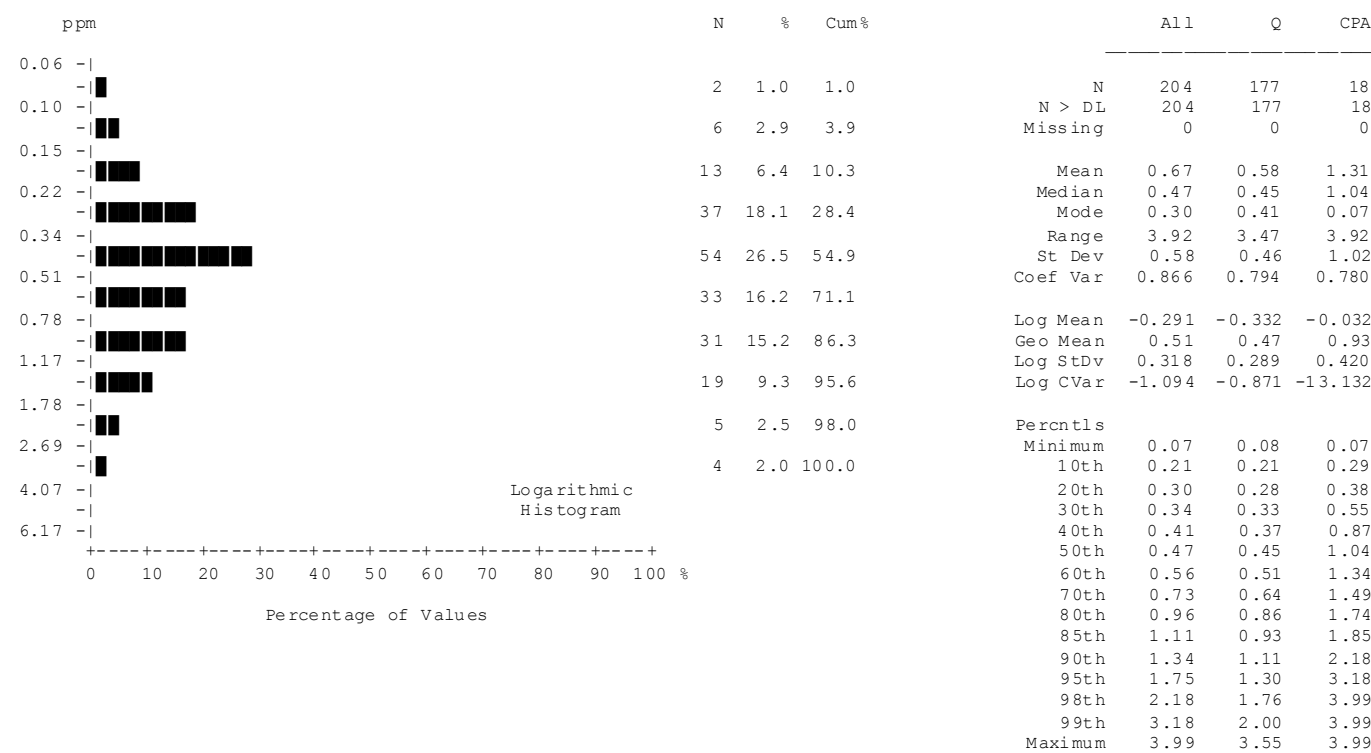 ppm N % Cum% All Q CPA
0.06 -|
-| 2 1.0 1.0 N 204 177 18
0.10 -| N > DL 204 177 18
-| 6 2.9 3.9 Missing 0 0 0
0.15 -|
-| 13 6.4 10.3 Mean 0.67 0.58 1.31
0.22 -| Median 0.47 0.45 1.04
-| 37 18.1 28.4 Mode 0.30 0.41 0.07
0.34 -| Range 3.92 3.47 3.92
-| 54 26.5 54.9 St Dev 0.58 0.46 1.02
0.51 -| Coef Var 0.866 0.794 0.780
-| 33 16.2 71.1
0.78 -| Log Mean -0.291 -0.332 -0.032
-| 31 15.2 86.3 Geo Mean 0.51 0.47 0.93
1.17 -| Log StDv 0.318 0.289 0.420
-| 19 9.3 95.6 Log CVar -1.094 -0.871 -13.132
1.78 -|
-| 5 2.5 98.0 Percntls
2.69 -| Minimum 0.07 0.08 0.07
-| 4 2.0 100.0 10th 0.21 0.21 0.29
4.07 -| Logarithmic 20th 0.30 0.28 0.38
-| Histogram 30th 0.34 0.33 0.55
6.17 -| 40th 0.41 0.37 0.87
+----+----+----+----+----+----+----+----+----+----+ 50th 0.47 0.45 1.04
0 10 20 30 40 50 60 70 80 90 100 % 60th 0.56 0.51 1.34
70th 0.73 0.64 1.49
Percentage of Values 80th 0.96 0.86 1.74
85th 1.11 0.93 1.85
90th 1.34 1.11 2.18
95th 1.75 1.30 3.18
98th 2.18 1.76 3.99
99th 3.18 2.00 3.99
Maximum 3.99 3.55 3.99